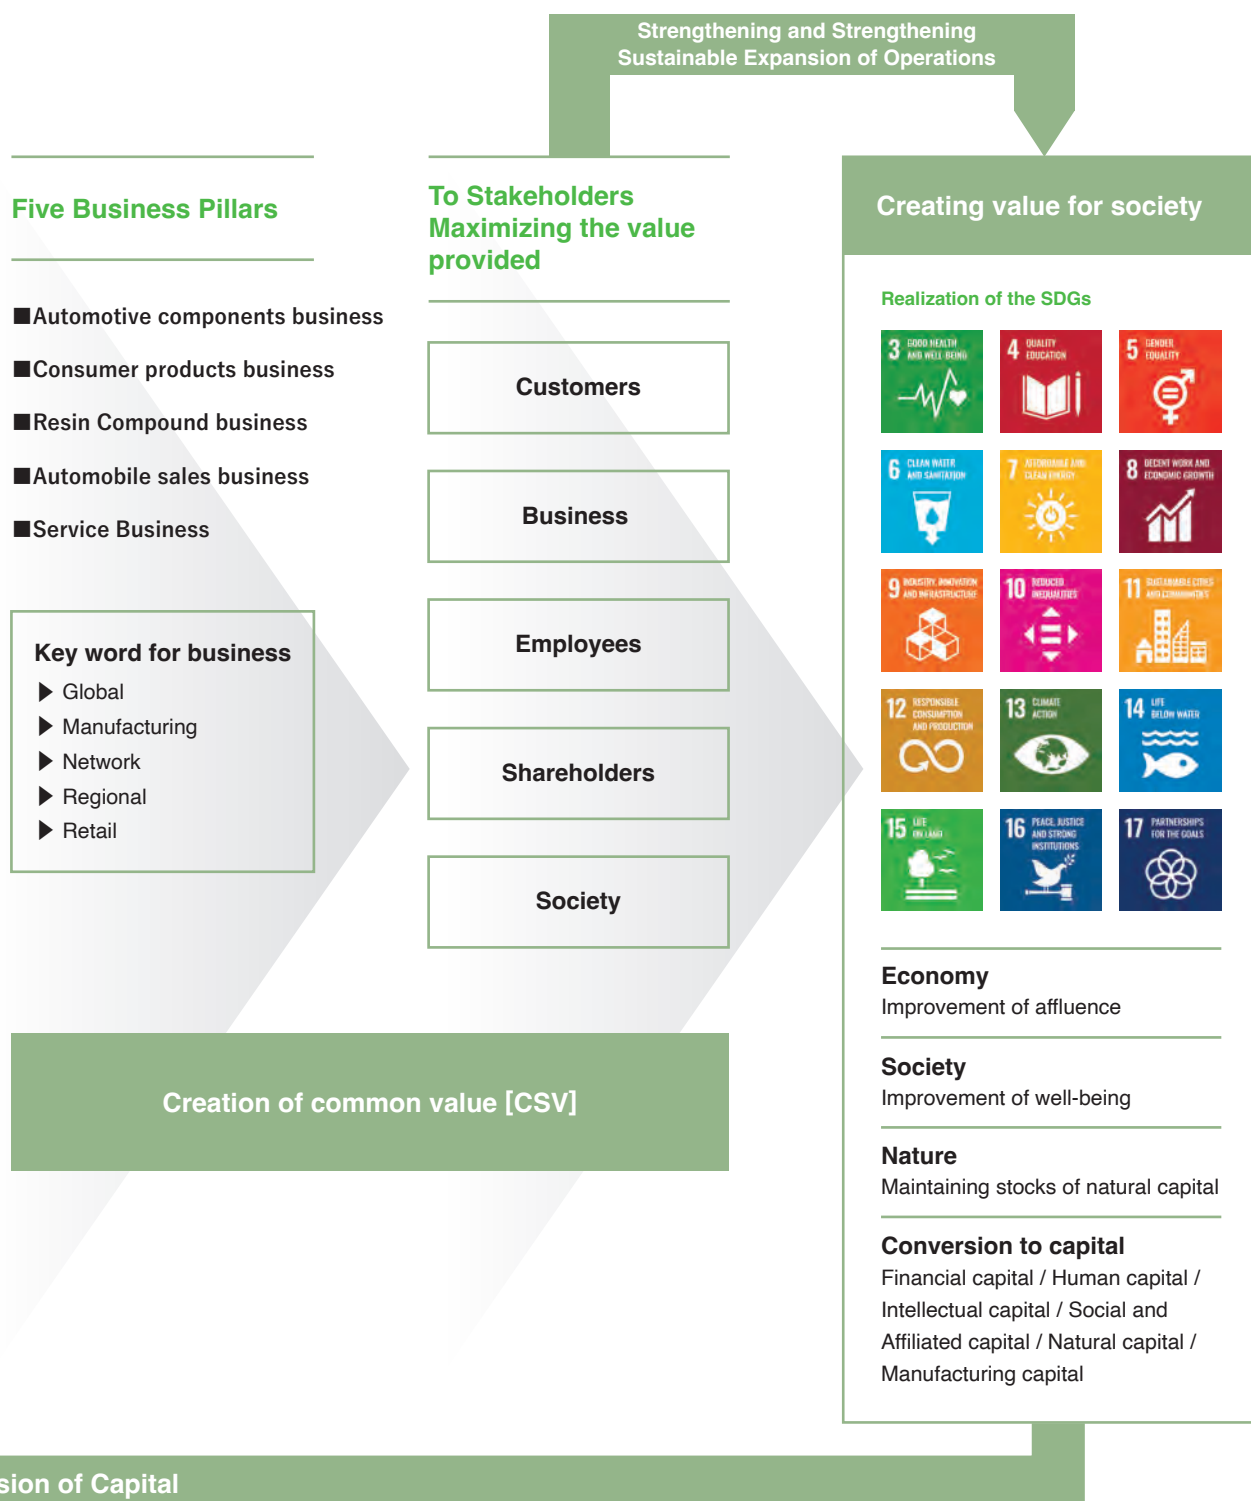 Strengthening and Strengthening
Sustainable Expansion of Operations
Five Business Pillars
■Automotive components business
■Consumer products business
■Resin Compound business
■Automobile sales business
■Service Business
Key word for business
▶ Global
▶ Manufacturing
▶ Network
▶ Regional
▶ Retail
To Stakeholders
Maximizing the value
provided
Customers
Business
Employees
Shareholders
Society
Creation of common value [CSV]
Creating value for society
Realization of the SDGs
3 GOOD HEALTH
AND WELL-BEING
4 QUALITY
EDUCATION
5 GENDER
EQUALITY
6 CLEAN WATER
AND SANITATION
7 AFFORDABLE AND
CLEAN ENERGY
8 DECENT WORK AND
ECONOMIC GROWTH
9 INDUSTRY, INNOVATION
AND INFRASTRUCTURE
10 REDUCED
INEQUALITIES
11 SUSTAINABLE CITIES
AND COMMUNITIES
12 RESPONSIBLE
CONSUMPTION
AND PRODUCTION
13 CLIMATE
ACTION
14 LIFE
BELOW WATER
15 LIFE
ON LAND
16 PEACE, JUSTICE
AND STRONG
INSTITUTIONS
17 PARTNERSHIPS
FOR THE GOALS
Economy
Improvement of affluence
Society
Improvement of well-being
Nature
Maintaining stocks of natural capital
Conversion to capital
Financial capital / Human capital /
Intellectual capital / Social and
Affiliated capital / Natural capital /
Manufacturing capital
sion of Capital